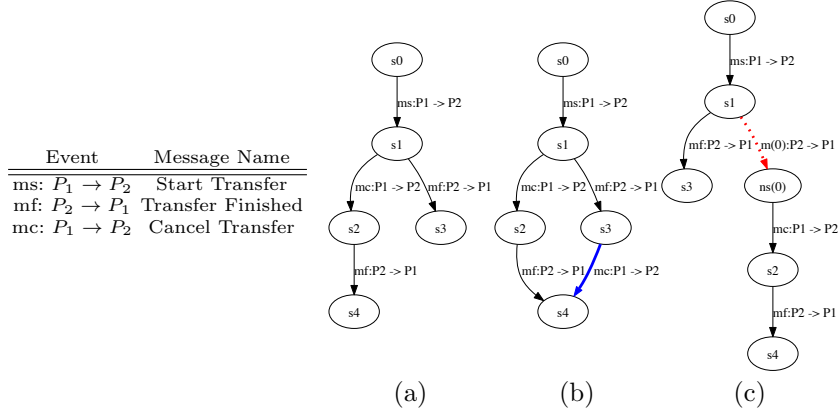 Event Message Name
ms: P₁ → P₂ Start Transfer
mf: P₂ → P₁ Transfer Finished
mc: P₁ → P₂ Cancel Transfer
s0
ms:P1 -> P2
s1
mc:P1 -> P2 mf:P2 -> P1
s2 s3
mf:P2 -> P1
s4
(a)
s0
ms:P1 -> P2
s1
mc:P1 -> P2 mf:P2 -> P1
s2 s3
mf:P2 -> P1 mc:P1 -> P2
s4
(b)
s0
ms:P1 -> P2
s1
mf:P2 -> P1 m(0):P2 -> P1
s3 ns(0)
mc:P1 -> P2
s2
mf:P2 -> P1
s4
(c)